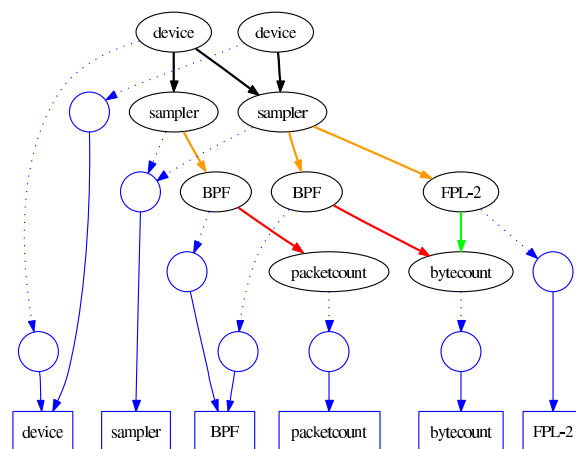 device
device
sampler
sampler
BPF
BPF
FPL-2
packetcount
bytecount
device
sampler
BPF
packetcount
bytecount
FPL-2